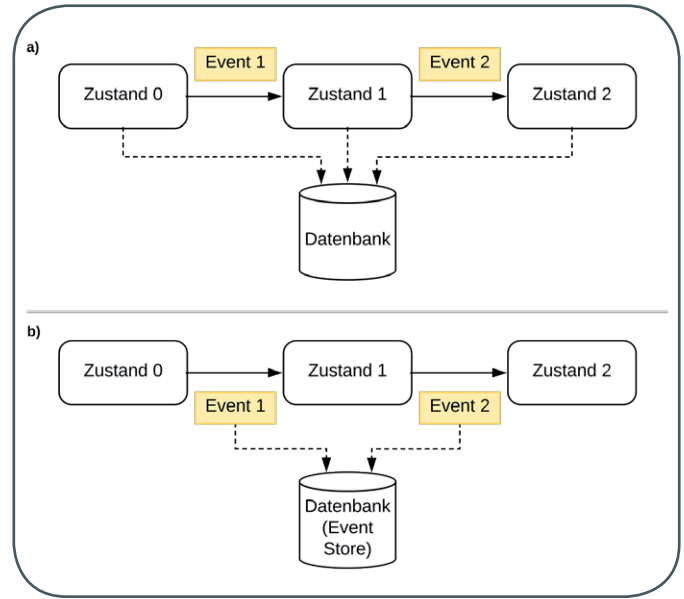 a)
Event 1
Event 2
Zustand 0
Zustand 1
Zustand 2
Datenbank
b)
Zustand 0
Zustand 1
Zustand 2
Event 1
Event 2
Datenbank
(Event
Store)